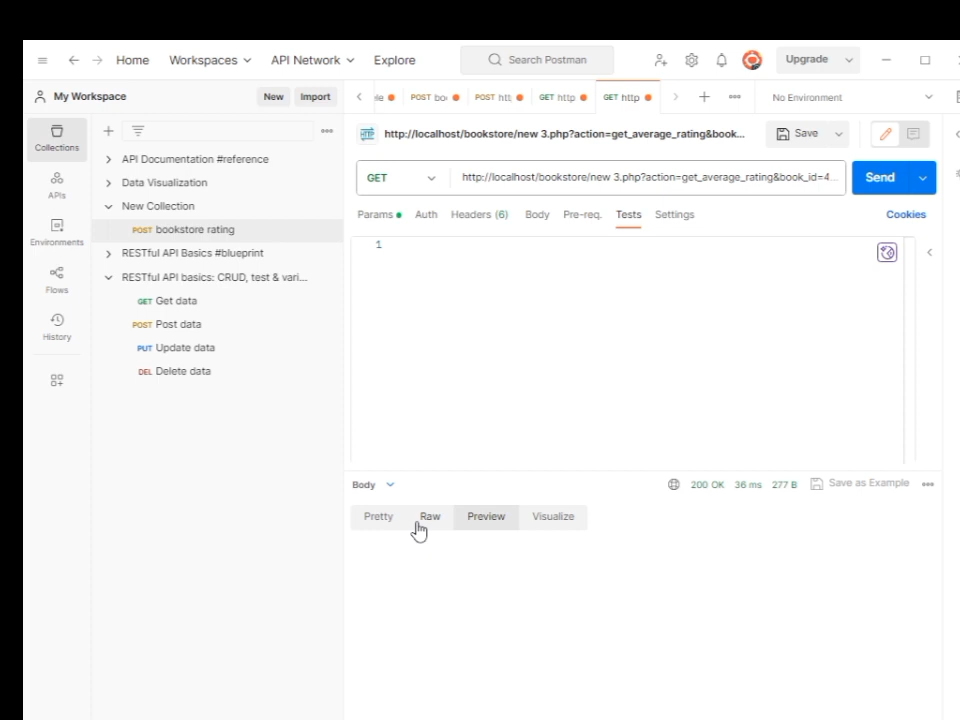 Home Workspaces API Network Explore Search Postman Upgrade
My Workspace New Import POST boo POST htt GET http GET http No Environment
Collections
APIs
Environments
Flows
History
API Documentation #reference
Data Visualization
New Collection
POST bookstore rating
RESTful API Basics #blueprint
RESTful API basics: CRUD, test & vari...
GET Get data
POST Post data
PUT Update data
DEL Delete data
HTTP http://localhost/bookstore/new 3.php?action=get_average_rating&book... Save
GET http://localhost/bookstore/new 3.php?action=get_average_rating&book_id=4... Send
Params Auth Headers (6) Body Pre-req. Tests Settings Cookies
1
Body 200 OK 36 ms 277 B Save as Example
Pretty Raw Preview Visualize